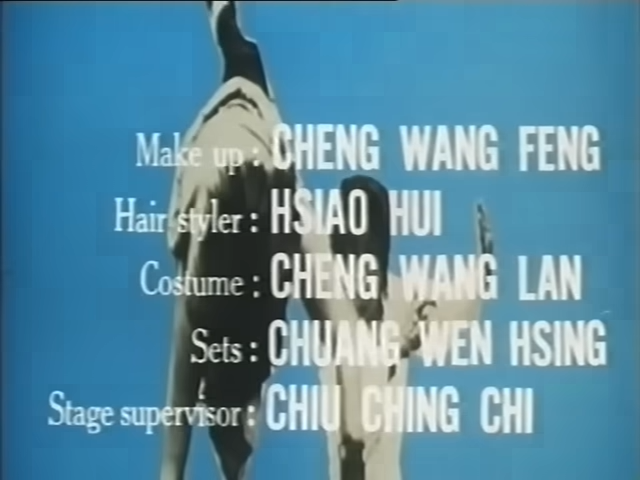 Make up : CHENG WANG FENG
Hair styler : HSIAO HUI
Costume : CHENG WANG LAN
Sets : CHUANG WEN HSING
Stage supervisor : CHIU CHING CHI